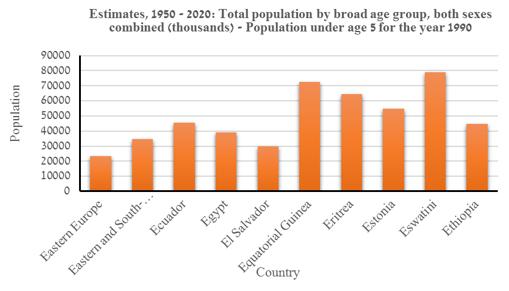 Estimates, 1950 - 2020: Total population by broad age group, both sexes
combined (thousands) - Population under age 5 for the year 1990
Population
90000
80000
70000
60000
50000
40000
30000
20000
10000
0
Eastern Europe
Eastern and South-...
Ecuador
Egypt
El Salvador
Equatorial Guinea
Eritrea
Estonia
Eswatini
Ethiopia
Country